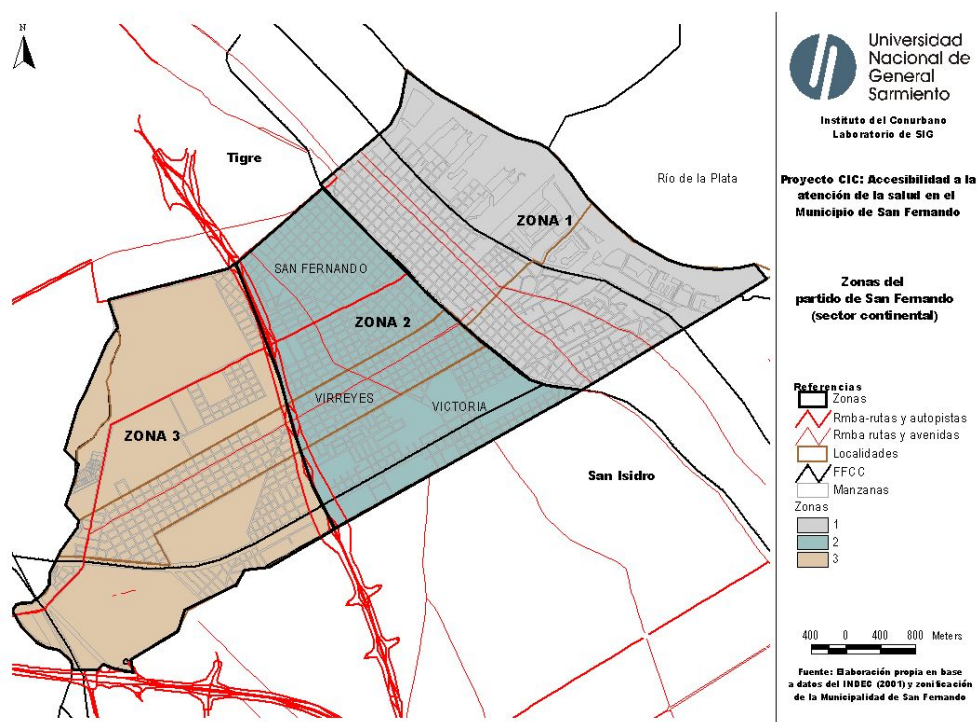 N
Tigre
Río de la Plata
ZONA 1
SAN FERNANDO
ZONA 2
VIRREYES
VICTORIA
ZONA 3
San Isidro
Universidad
Nacional de
General
Sarmiento
Instituto del Conurbano
Laboratorio de SIG
Proyecto CIC: Accesibilidad a la
atención de la salud en el
Municipio de San Fernando
Zonas del
partido de San Fernando
(sector continental)
Referencias
Zonas
Rmba-rutas y autopistas
Rmba rutas y avenidas
Localidades
FFCC
Manzanas
Zonas
1
2
3
400 0 400 800 Meters
Fuente: Elaboración propia en base
a datos del INDEC (2001) y zonificación
de la Municipalidad de San Fernando